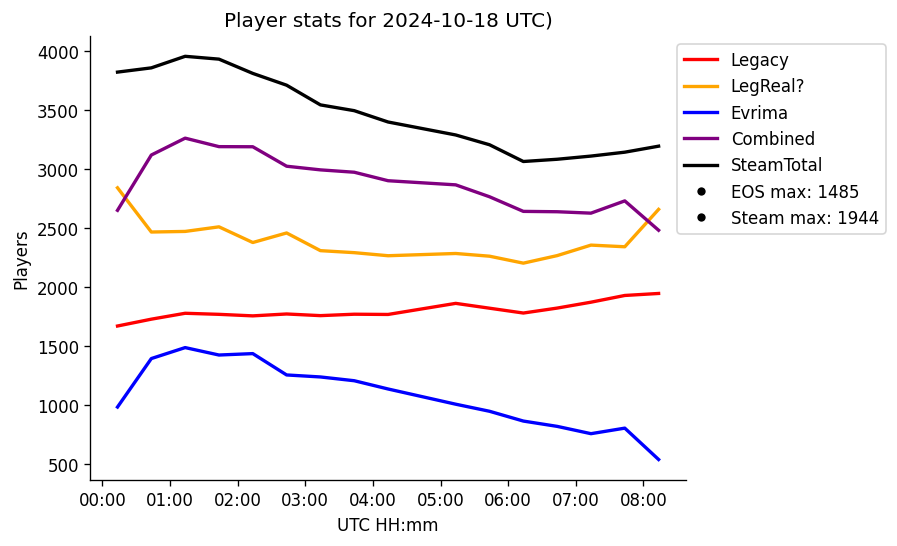 Player stats for 2024-10-18 UTC)
4000
3500
3000
2500
2000
1500
1000
500
Players
00:00 01:00 02:00 03:00 04:00 05:00 06:00 07:00 08:00
UTC HH:mm
Legacy
LegReal?
Evrima
Combined
SteamTotal
EOS max: 1485
Steam max: 1944